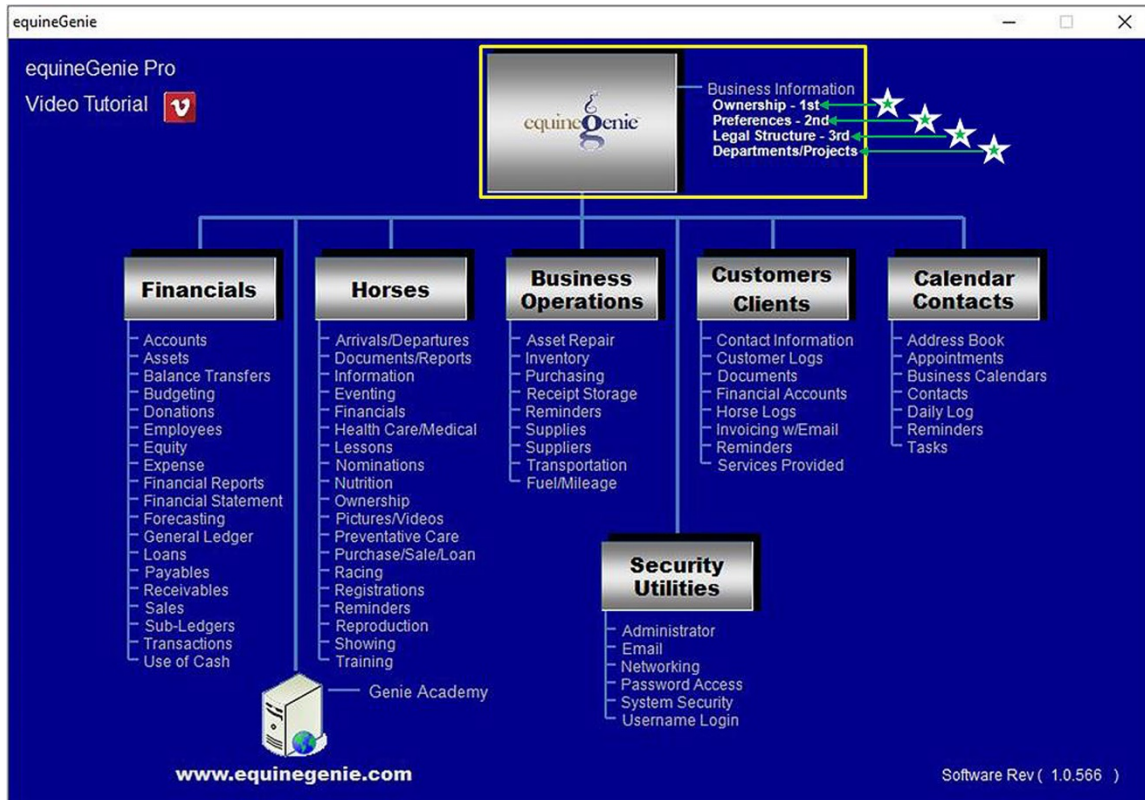 equineGenie
equineGenie Pro
Video Tutorial
equine Genie
Business Information
Ownership - 1st
Preferences - 2nd
Legal Structure - 3rd
Departments/Projects
Financials
Accounts
Assets
Balance Transfers
Budgeting
Donations
Employees
Equity
Expense
Financial Reports
Financial Statement
Forecasting
General Ledger
Loans
Payables
Receivables
Sales
Sub-Ledgers
Transactions
Use of Cash
Horses
Arrivals/Departures
Documents/Reports
Information
Eventing
Financials
Health Care/Medical
Lessons
Nominations
Nutrition
Ownership
Pictures/Videos
Preventative Care
Purchase/Sale/Loan
Racing
Registrations
Reminders
Reproduction
Showing
Training
Business
Operations
Asset Repair
Inventory
Purchasing
Receipt Storage
Reminders
Supplies
Suppliers
Transportation
Fuel/Mileage
Customers
Clients
Contact Information
Customer Logs
Documents
Financial Accounts
Horse Logs
Invoicing w/Email
Reminders
Services Provided
Calendar
Contacts
Address Book
Appointments
Business Calendars
Contacts
Daily Log
Reminders
Tasks
Security
Utilities
Administrator
Email
Networking
Password Access
System Security
Username Login
Genie Academy
www.equinegenie.com
Software Rev ( 1.0.566 )